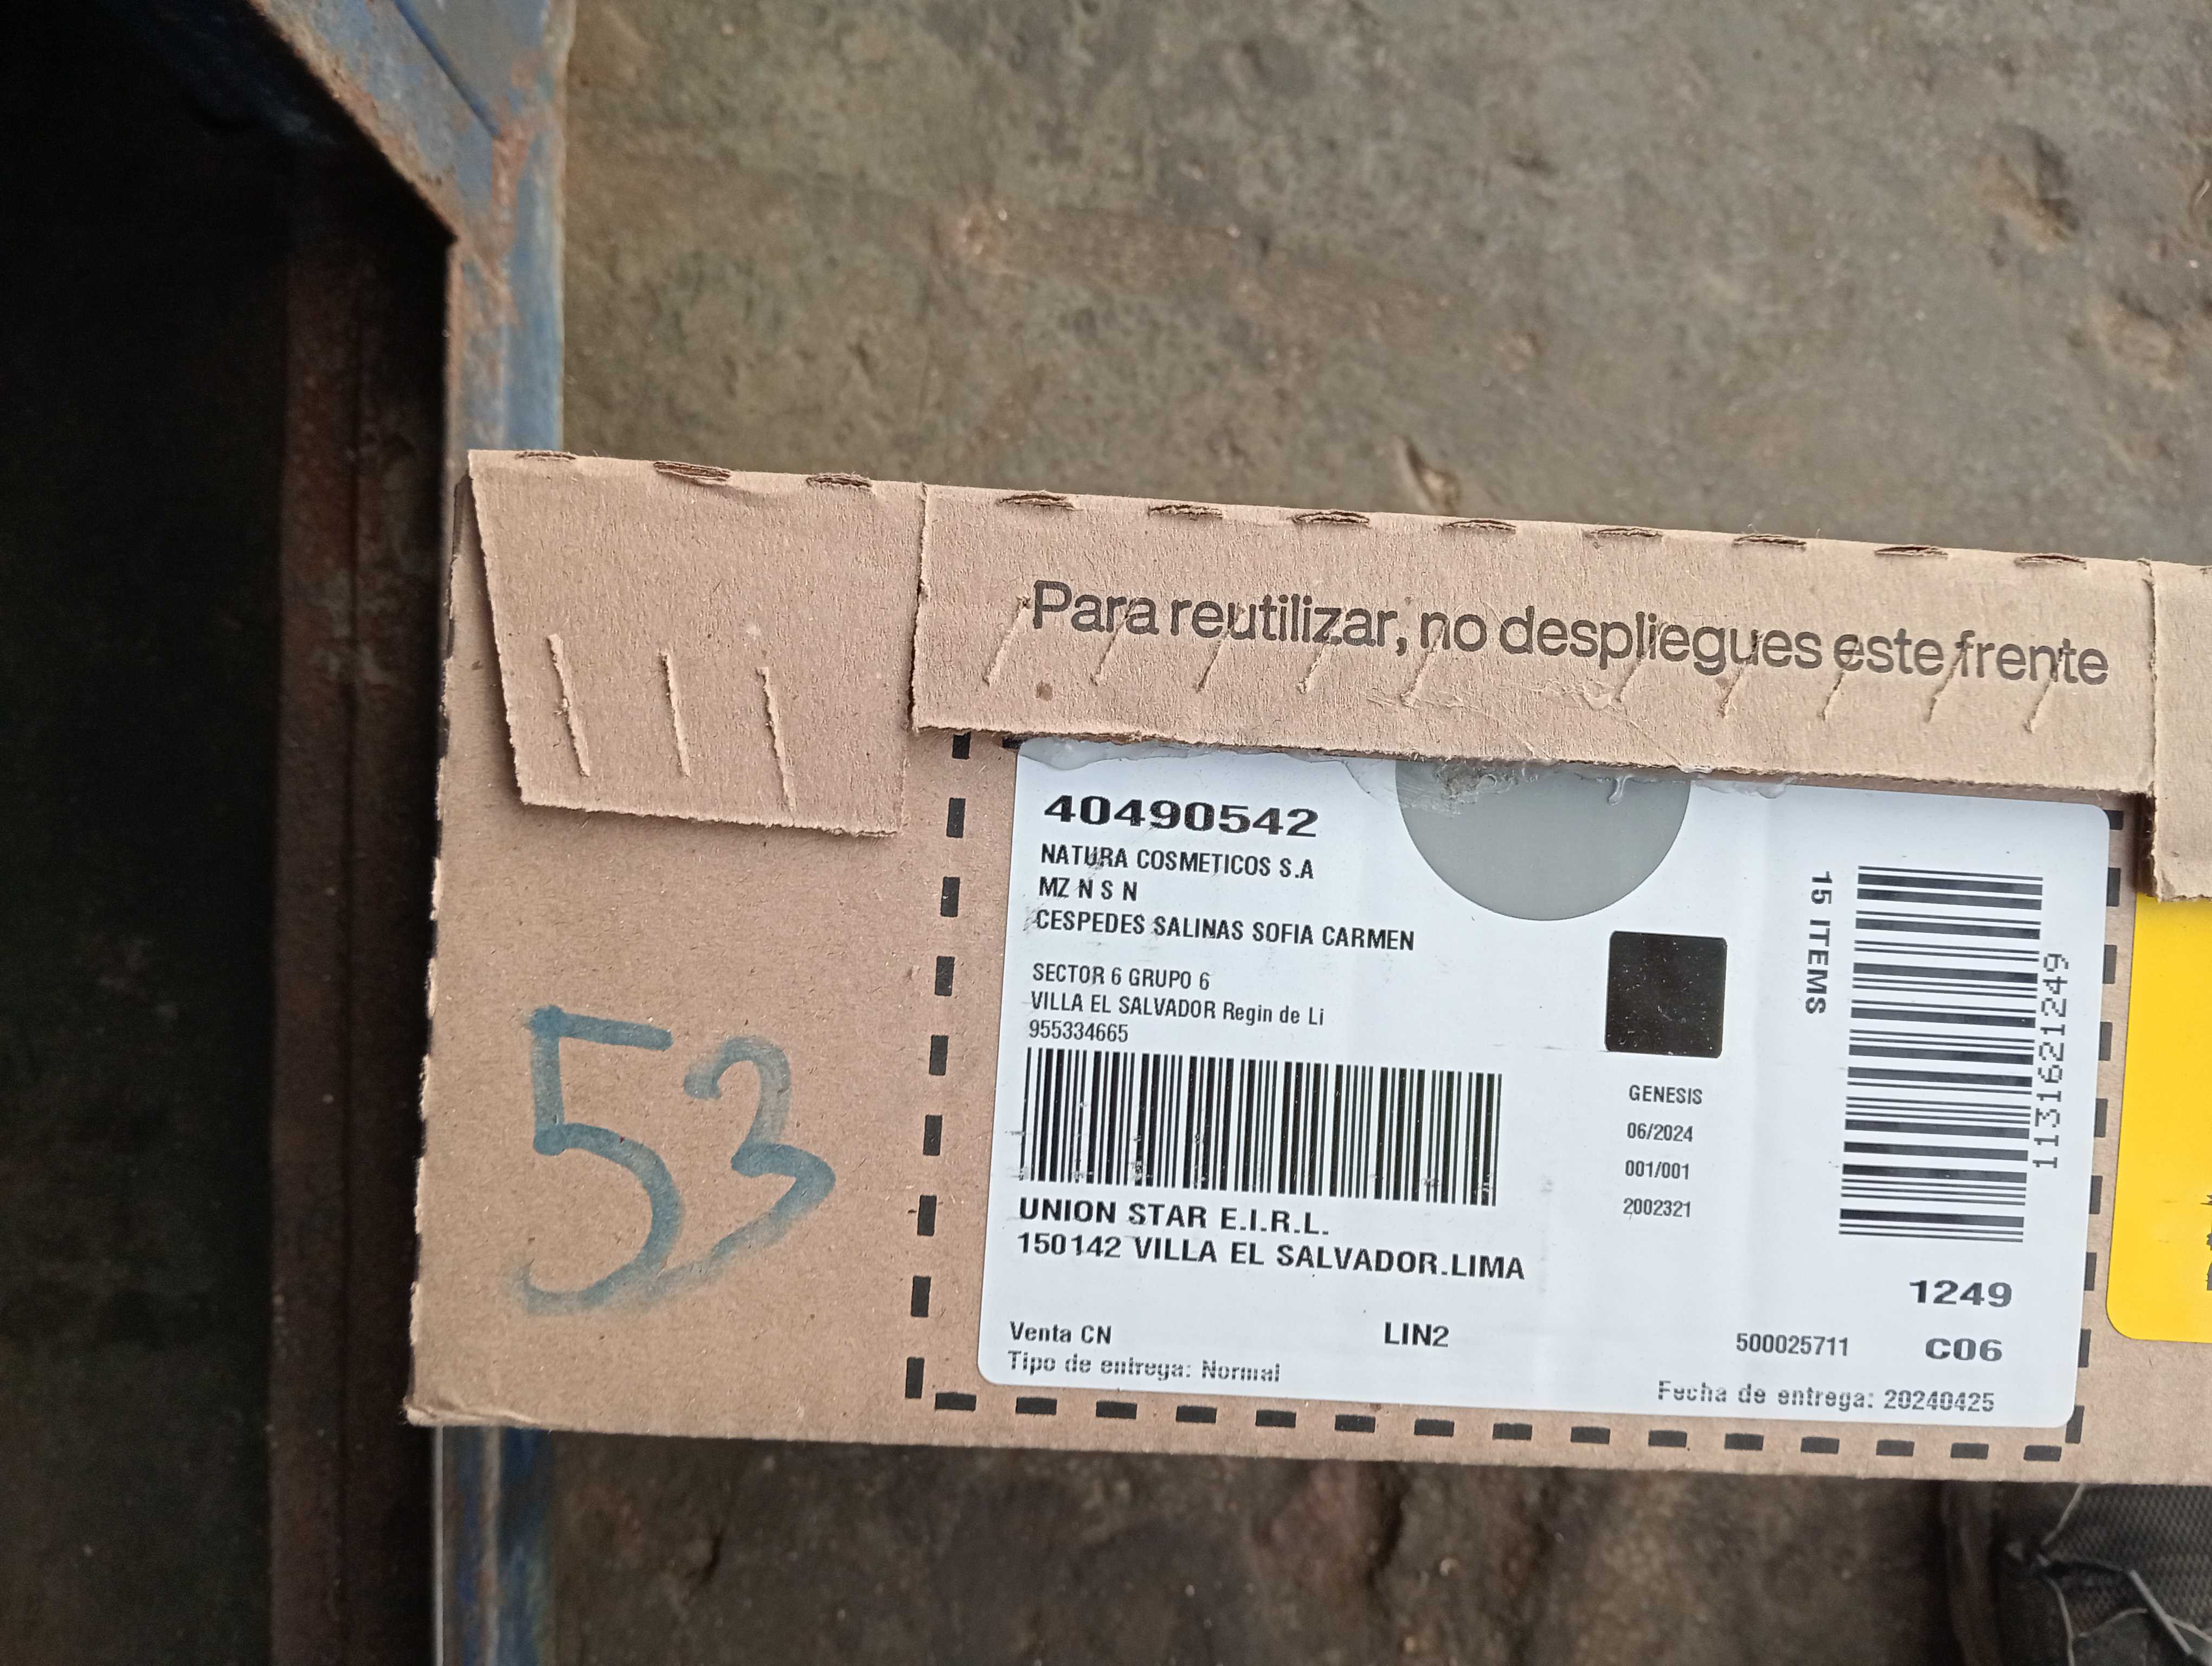 Para reutilizar, no despliegues este frente
40490542
NATURA COSMETICOS S.A
MZ N S N
CESPEDES SALINAS SOFIA CARMEN
SECTOR 6 GRUPO 6
VILLA EL SALVADOR Regin de Li
955334665
15 ITEMS
1131621249
53
GENESIS
06/2024
001/001
2002321
UNION STAR E.I.R.L.
150142 VILLA EL SALVADOR.LIMA
1249
Venta CN
LIN2
500025711
C06
Tipo de entrega: Normal
Fecha de entrega: 20240425